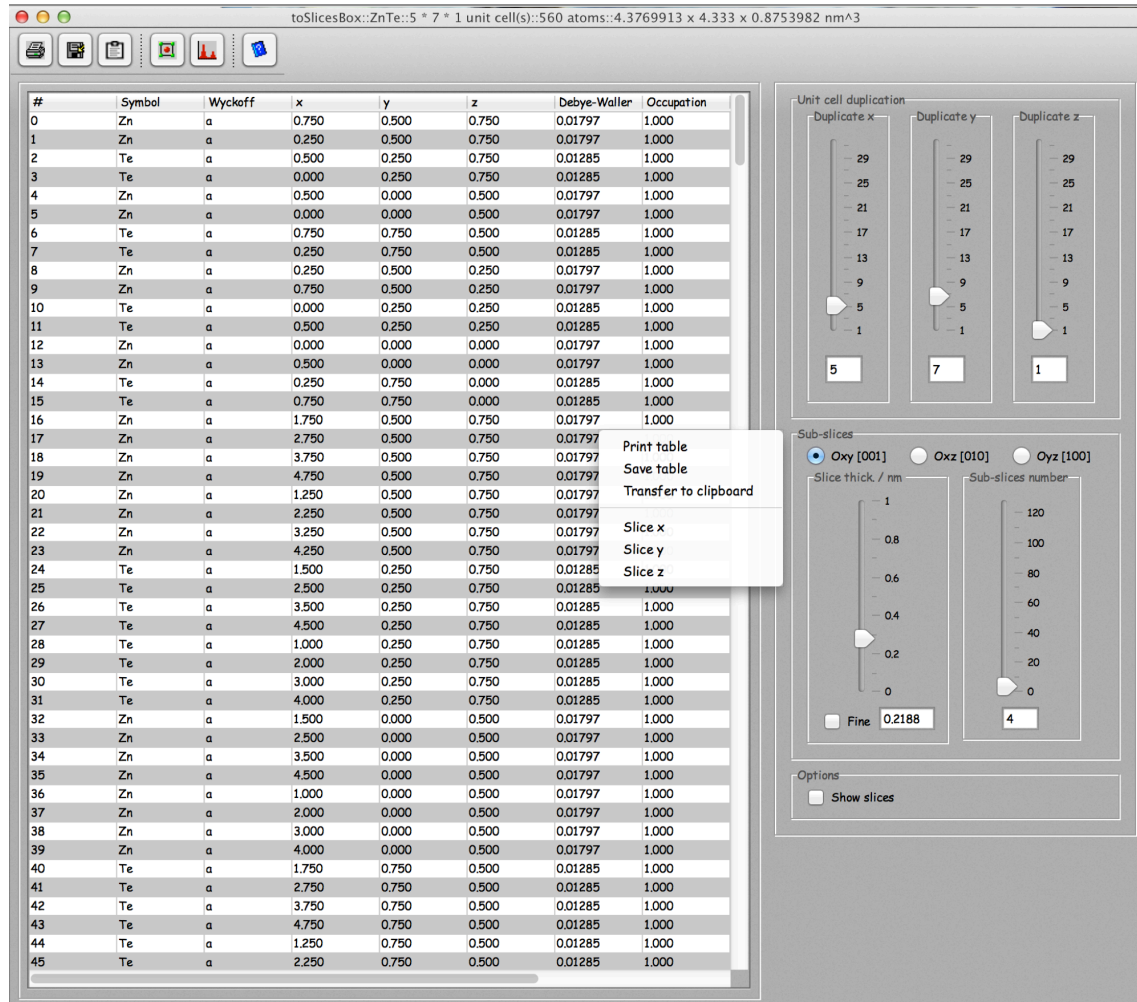 toSlicesBox::ZnTe::5 * 7 * 1 unit cell(s)::560 atoms::4.3769913 x 4.333 x 0.8753982 nm^3
# Symbol Wyckoff x y z Debye-Waller Occupation
0 Zn a 0.750 0.500 0.750 0.01797 1.000
1 Zn a 0.250 0.500 0.750 0.01797 1.000
2 Te a 0.500 0.250 0.750 0.01285 1.000
3 Te a 0.000 0.250 0.750 0.01285 1.000
4 Zn a 0.500 0.000 0.500 0.01797 1.000
5 Zn a 0.000 0.000 0.500 0.01797 1.000
6 Te a 0.750 0.750 0.500 0.01285 1.000
7 Te a 0.250 0.750 0.500 0.01285 1.000
8 Zn a 0.250 0.500 0.250 0.01797 1.000
9 Zn a 0.750 0.500 0.250 0.01797 1.000
10 Te a 0.000 0.250 0.250 0.01285 1.000
11 Te a 0.500 0.250 0.250 0.01285 1.000
12 Zn a 0.000 0.000 0.000 0.01797 1.000
13 Zn a 0.500 0.000 0.000 0.01797 1.000
14 Te a 0.250 0.750 0.000 0.01285 1.000
15 Te a 0.750 0.750 0.000 0.01285 1.000
16 Zn a 1.750 0.500 0.750 0.01797 1.000
17 Zn a 2.750 0.500 0.750 0.01797
18 Zn a 3.750 0.500 0.750 0.01797
19 Zn a 4.750 0.500 0.750 0.01797
20 Zn a 1.250 0.500 0.750 0.01797
21 Zn a 2.250 0.500 0.750 0.01797
22 Zn a 3.250 0.500 0.750 0.01797
23 Zn a 4.250 0.500 0.750 0.01797
24 Te a 1.500 0.250 0.750 0.01285
25 Te a 2.500 0.250 0.750 0.01285 1.000
26 Te a 3.500 0.250 0.750 0.01285 1.000
27 Te a 4.500 0.250 0.750 0.01285 1.000
28 Te a 1.000 0.250 0.750 0.01285 1.000
29 Te a 2.000 0.250 0.750 0.01285 1.000
30 Te a 3.000 0.250 0.750 0.01285 1.000
31 Te a 4.000 0.250 0.750 0.01285 1.000
32 Zn a 1.500 0.000 0.500 0.01797 1.000
33 Zn a 2.500 0.000 0.500 0.01797 1.000
34 Zn a 3.500 0.000 0.500 0.01797 1.000
35 Zn a 4.500 0.000 0.500 0.01797 1.000
36 Zn a 1.000 0.000 0.500 0.01797 1.000
37 Zn a 2.000 0.000 0.500 0.01797 1.000
38 Zn a 3.000 0.000 0.500 0.01797 1.000
39 Zn a 4.000 0.000 0.500 0.01797 1.000
40 Te a 1.750 0.750 0.500 0.01285 1.000
41 Te a 2.750 0.750 0.500 0.01285 1.000
42 Te a 3.750 0.750 0.500 0.01285 1.000
43 Te a 4.750 0.750 0.500 0.01285 1.000
44 Te a 1.250 0.750 0.500 0.01285 1.000
45 Te a 2.250 0.750 0.500 0.01285 1.000
Print table
Save table
Transfer to clipboard
Slice x
Slice y
Slice z
Unit cell duplication
Duplicate x Duplicate y Duplicate z
29 29 29
25 25 25
21 21 21
17 17 17
13 13 13
9 9 9
5 5 5
1 1 1
5 7 1
Sub-slices
Oxy [001] Oxz [010] Oyz [100]
Slice thick. / nm
1
0.8
0.6
0.4
0.2
0
Fine 0.2188
Sub-slices number
120
100
80
60
40
20
0
4
Options
Show slices